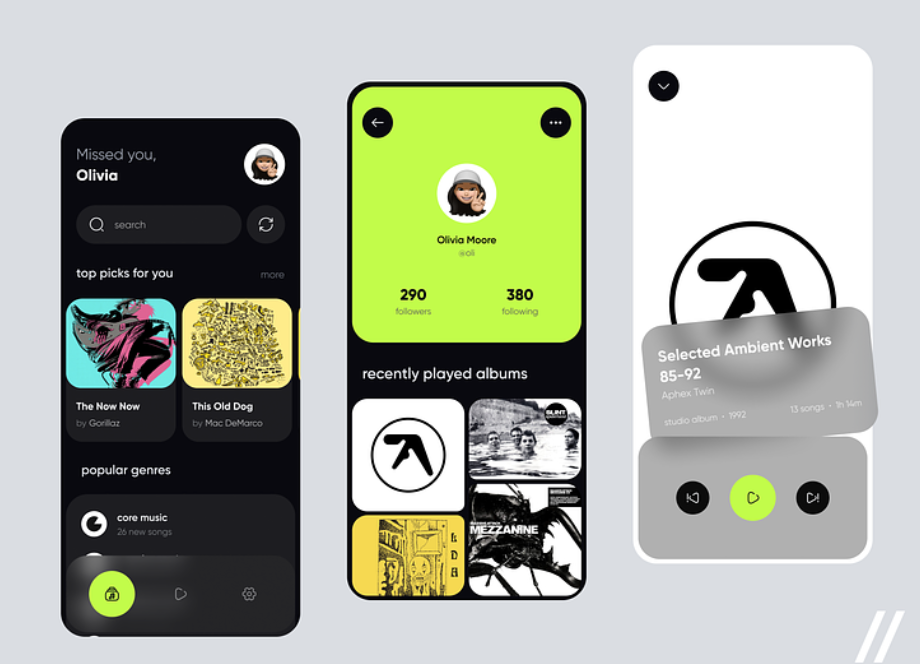 Missed you,
Olivia
search
top picks for you
more
The Now Now
by Gorillaz
This Old Dog
by Mac DeMarco
popular genres
core music
26 new songs
Olivia Moore
@oli
290
followers
380
following
recently played albums
SLINT
MEZZANINE
Selected Ambient Works
85-92
Aphex Twin
studio album • 1992
13 songs • 1h 14m